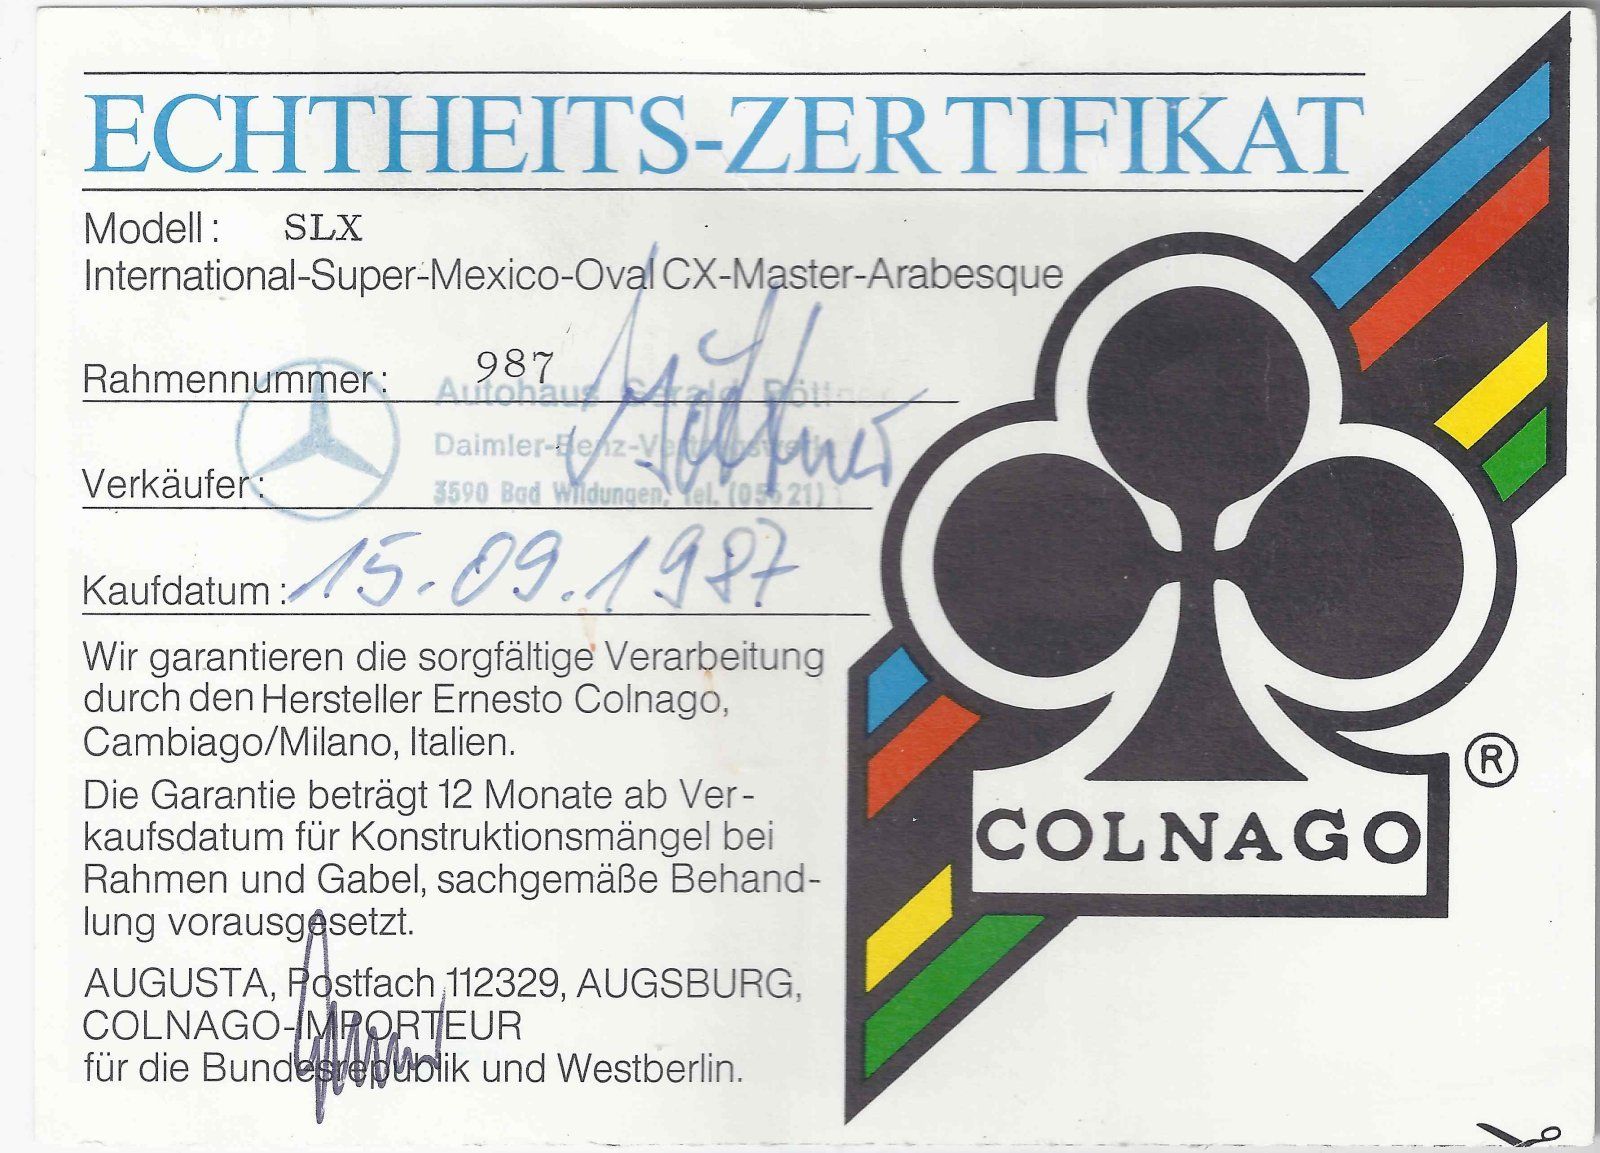 ECHTHEITS-ZERTIFIKAT
Modell: SLX
International-Super-Mexico-Oval CX-Master-Arabesque
Rahmennummer: 987
Autohaus Gerald
Daimler-Benz-
Verkäufer:
3590 Bad Wildungen, Tel. (05621)
Kaufdatum: 15.09.1987
Wir garantieren die sorgfältige Verarbeitung
durch den Hersteller Ernesto Colnago,
Cambiago/Milano, Italien.
Die Garantie beträgt 12 Monate ab Ver-
kaufsdatum für Konstruktionsmängel bei
Rahmen und Gabel, sachgemäße Behand-
lung vorausgesetzt.
AUGUSTA, Postfach 112329, AUGSBURG,
COLNAGO-IMPORTEUR
für die Bundesrepublik und Westberlin.
COLNAGO
®